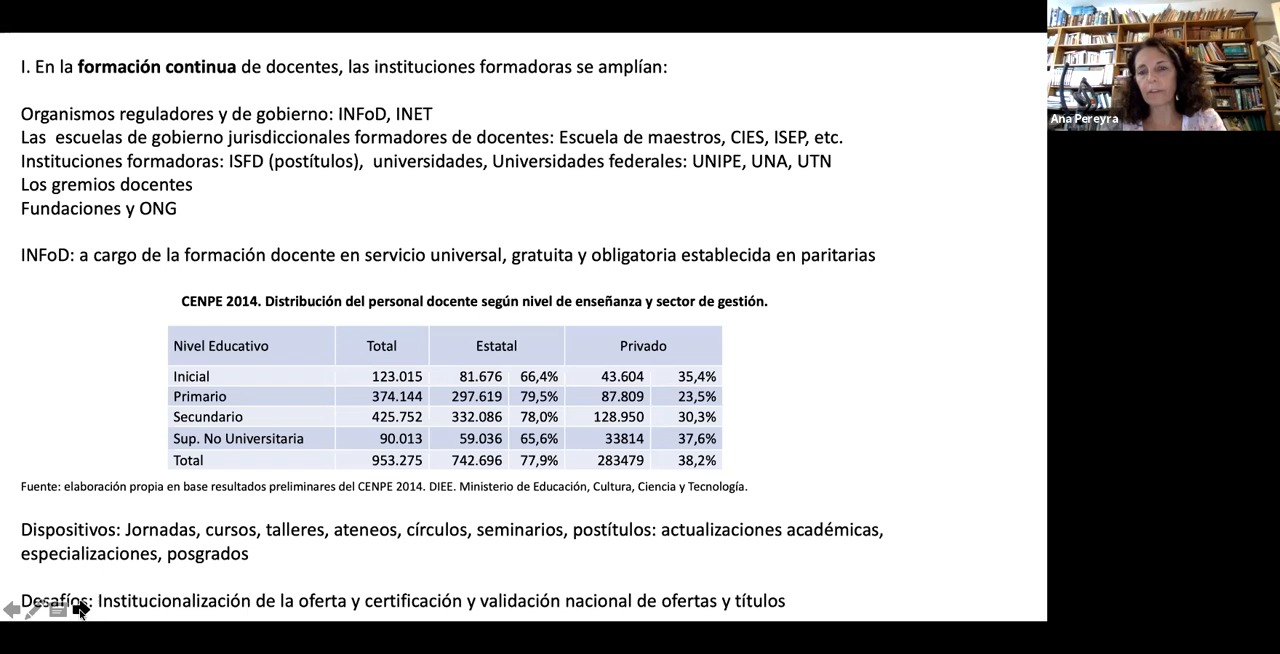 I. En la formación continua de docentes, las instituciones formadoras se amplían:
Organismos reguladores y de gobierno: INFoD, INET
Las escuelas de gobierno jurisdiccionales formadores de docentes: Escuela de maestros, CIES, ISEP, etc.
Instituciones formadoras: ISFD (postítulos), universidades, Universidades federales: UNIPE, UNA, UTN
Los gremios docentes
Fundaciones y ONG
INFoD: a cargo de la formación docente en servicio universal, gratuita y obligatoria establecida en paritarias
CENPE 2014. Distribución del personal docente según nivel de enseñanza y sector de gestión.
Nivel Educativo Total Estatal Privado
Inicial 123.015 81.676 66,4% 43.604 35,4%
Primario 374.144 297.619 79,5% 87.809 23,5%
Secundario 425.752 332.086 78,0% 128.950 30,3%
Sup. No Universitaria 90.013 59.036 65,6% 33814 37,6%
Total 953.275 742.696 77,9% 283479 38,2%
Fuente: elaboración propia en base resultados preliminares del CENPE 2014. DIEE. Ministerio de Educación, Cultura, Ciencia y Tecnología.
Dispositivos: Jornadas, cursos, talleres, ateneos, círculos, seminarios, postítulos: actualizaciones académicas,
especializaciones, posgrados
Desafíos: Institucionalización de la oferta y certificación y validación nacional de ofertas y títulos
Ana Pereyra